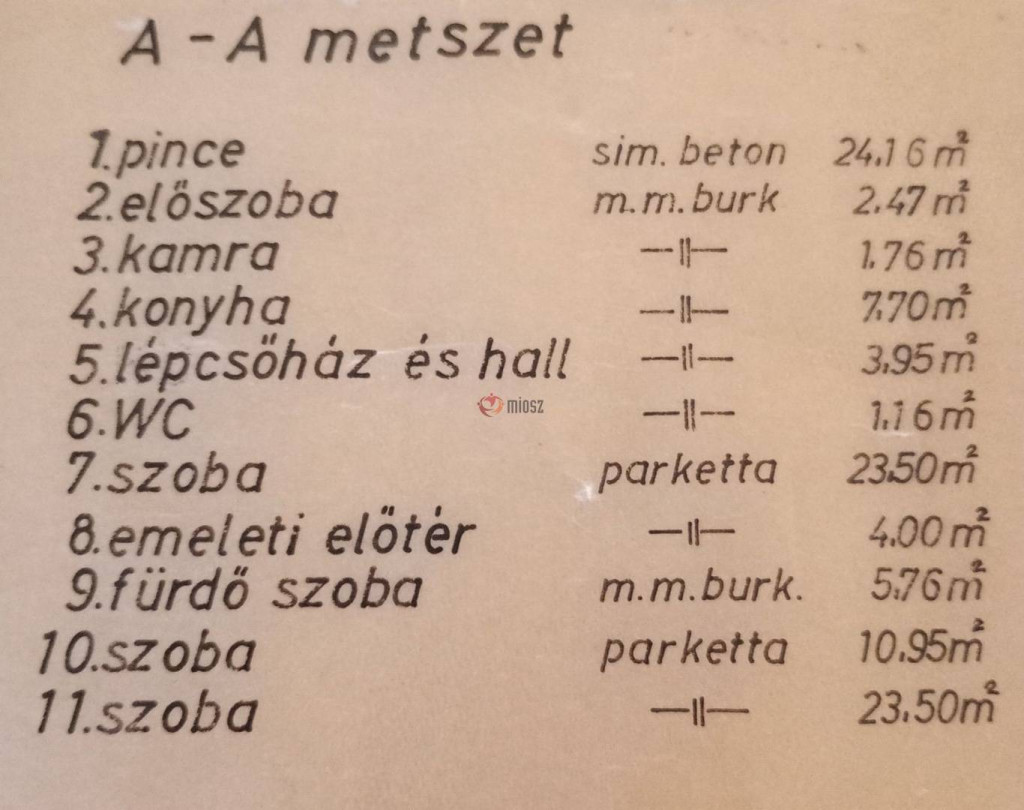 A - A metszet
1. pince sim. beton 24.16 m²
2. előszoba m.m. burk 2.47 m²
3. kamra —||— 1.76 m²
4. konyha —||— 7.70 m²
5. lépcsőház és hall —||— 3.95 m²
6. WC —||— 1.16 m²
miosz
7. szoba parketta 23.50 m²
8. emeleti előtér —||— 4.00 m²
9. fürdő szoba m.m. burk. 5.76 m²
10. szoba parketta 10.95 m²
11. szoba —||— 23.50 m²